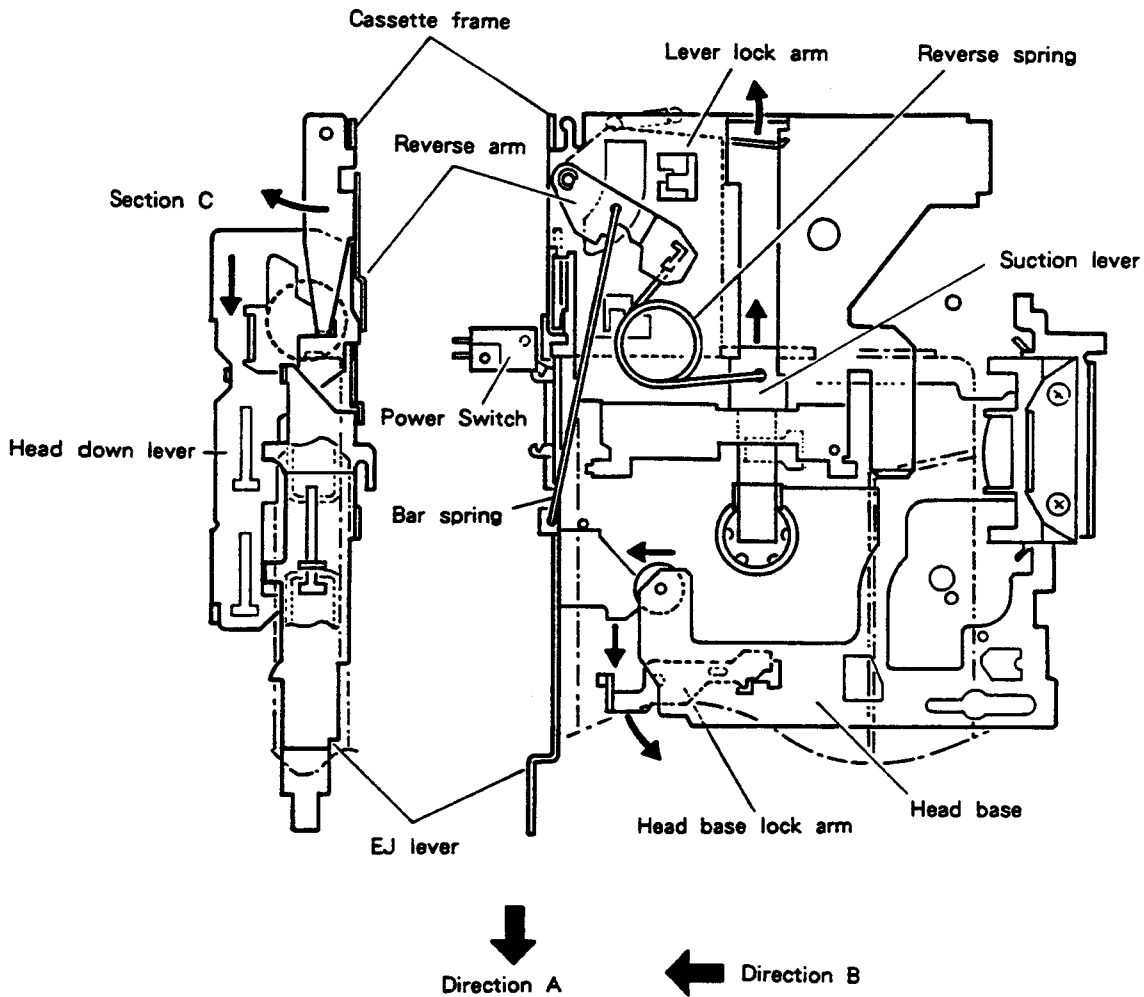 Cassette frame
Lever lock arm
Reverse spring
Reverse arm
Section C
Suction lever
Power Switch
Head down lever
Bar spring
Head base
Head base lock arm
EJ lever
Direction A
Direction B